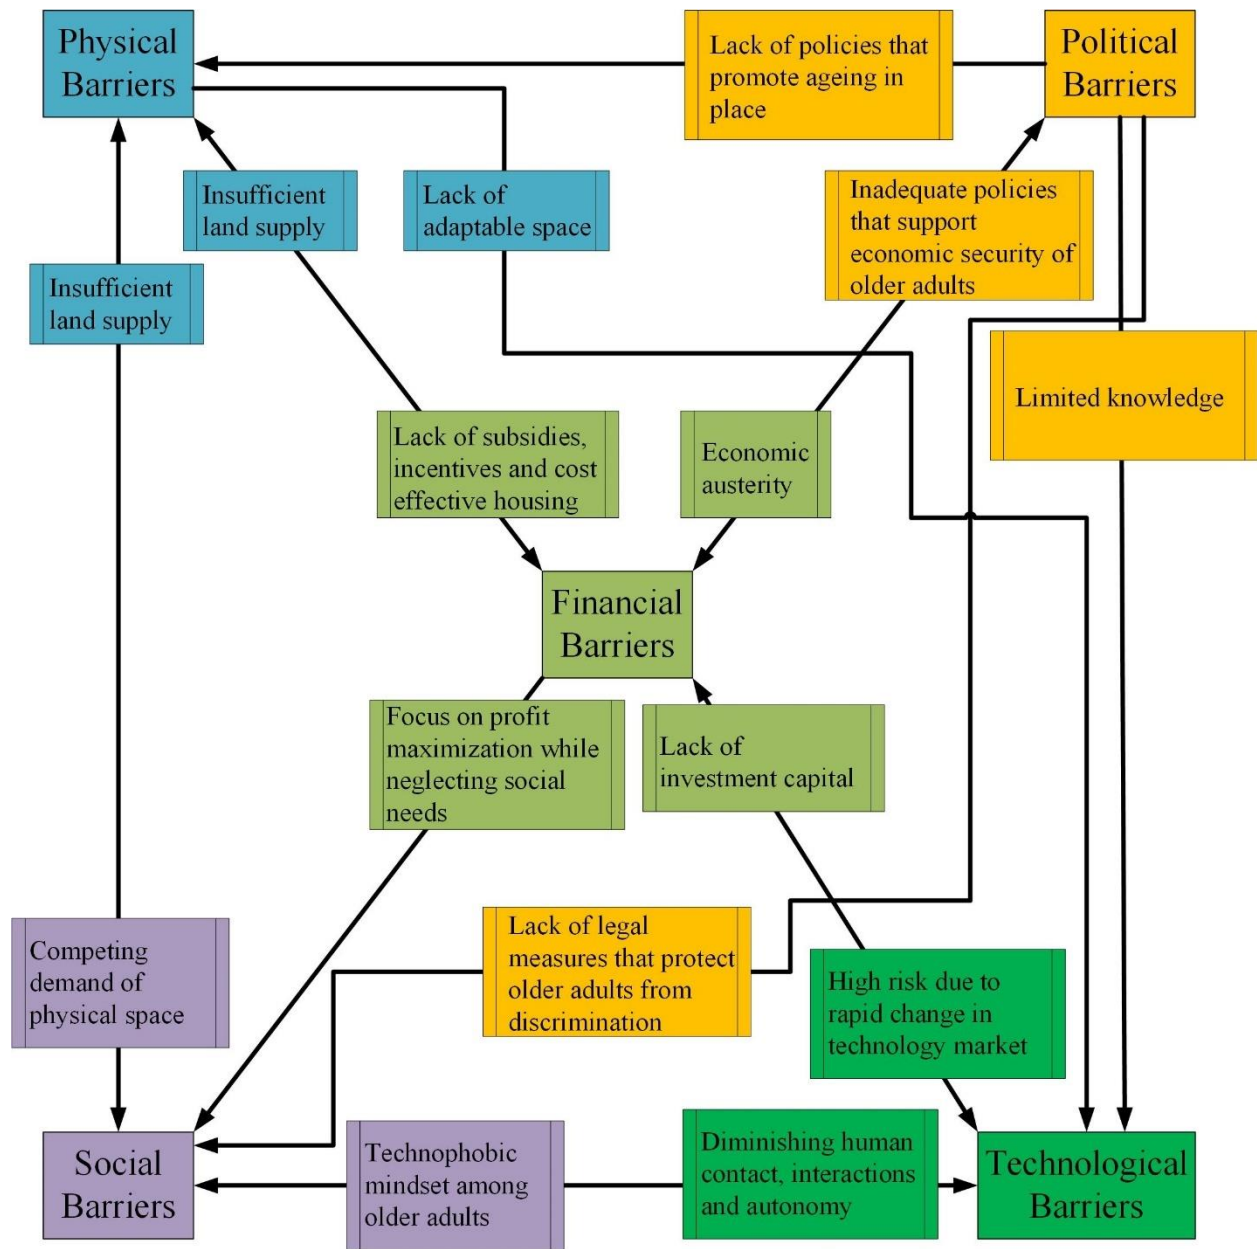 Physical
Barriers
Lack of policies that
promote ageing in
place
Political
Barriers
Insufficient
land supply
Lack of
adaptable space
Inadequate policies
that support
economic security of
older adults
Insufficient
land supply
Limited knowledge
Lack of subsidies,
incentives and cost
effective housing
Economic
austerity
Financial
Barriers
Focus on profit
maximization while
neglecting social
needs
Lack of
investment capital
Competing
demand of
physical space
Lack of legal
measures that protect
older adults from
discrimination
High risk due to
rapid change in
technology market
Social
Barriers
Technophobic
mindset among
older adults
Diminishing human
contact, interactions
and autonomy
Technological
Barriers